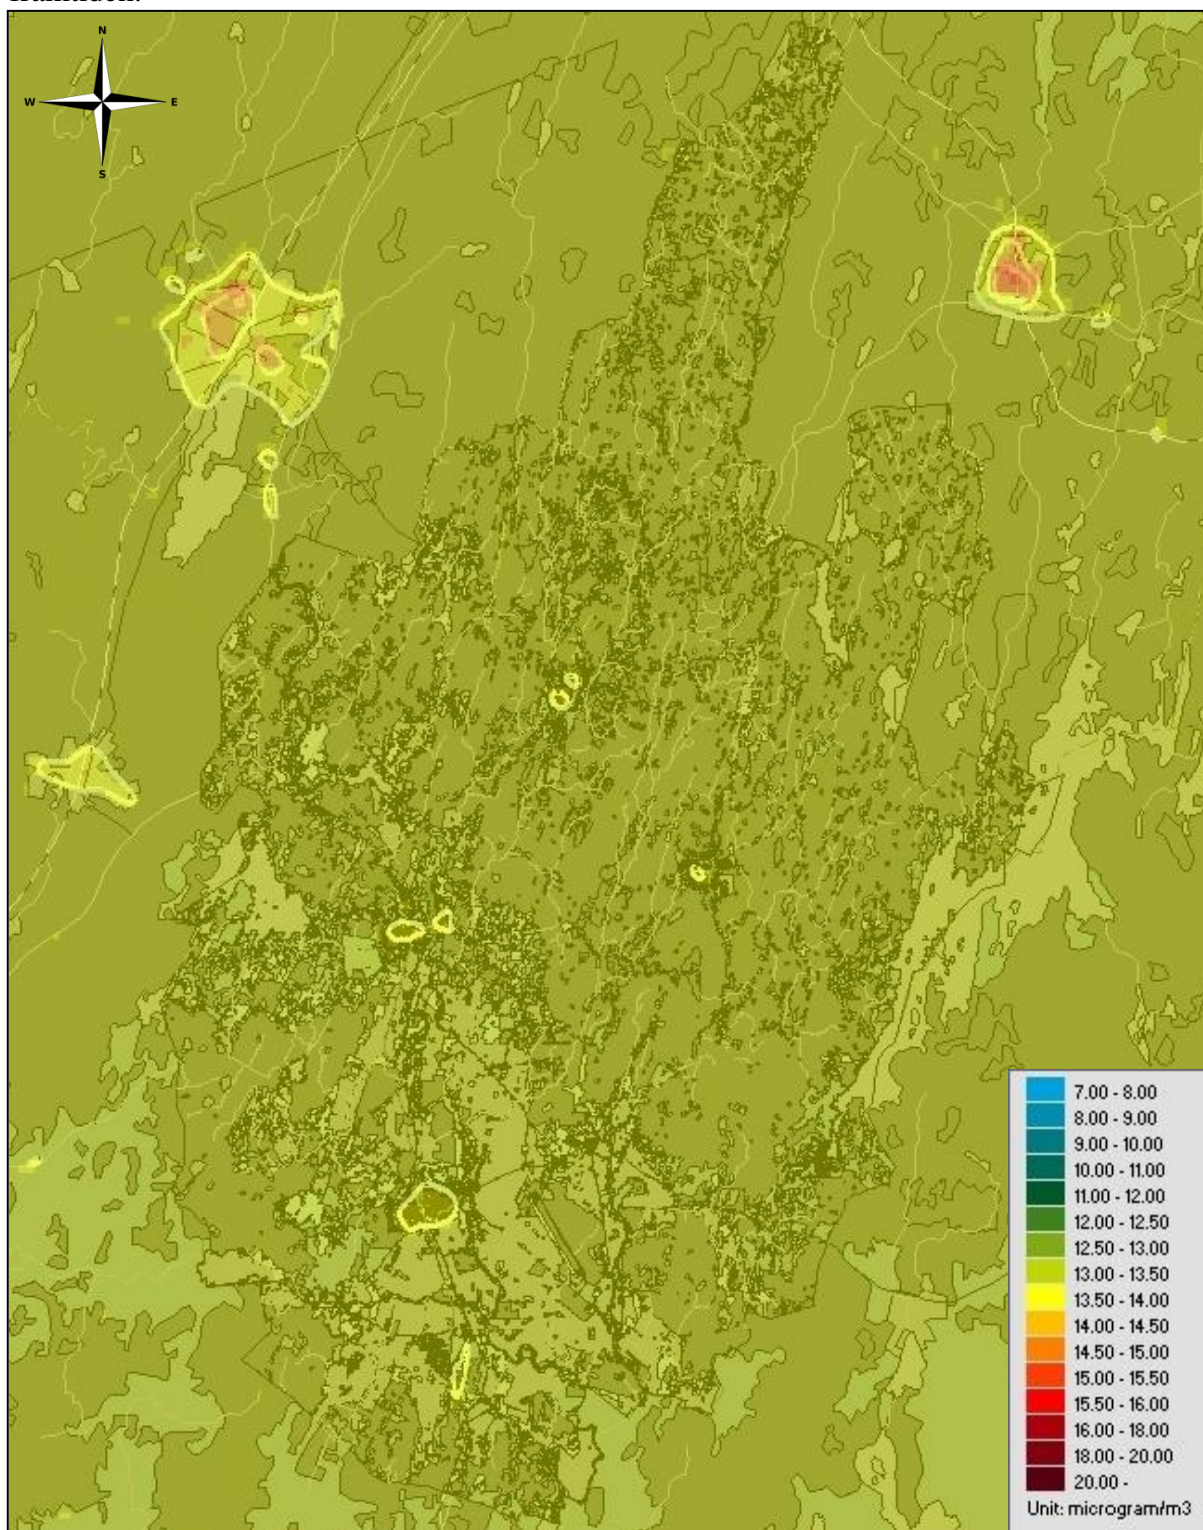 framtiden.
N
W E
S
7.00 - 8.00
8.00 - 9.00
9.00 - 10.00
10.00 - 11.00
11.00 - 12.00
12.00 - 12.50
12.50 - 13.00
13.00 - 13.50
13.50 - 14.00
14.00 - 14.50
14.50 - 15.00
15.00 - 15.50
15.50 - 16.00
16.00 - 18.00
18.00 - 20.00
20.00 -
Unit: microgram/m3